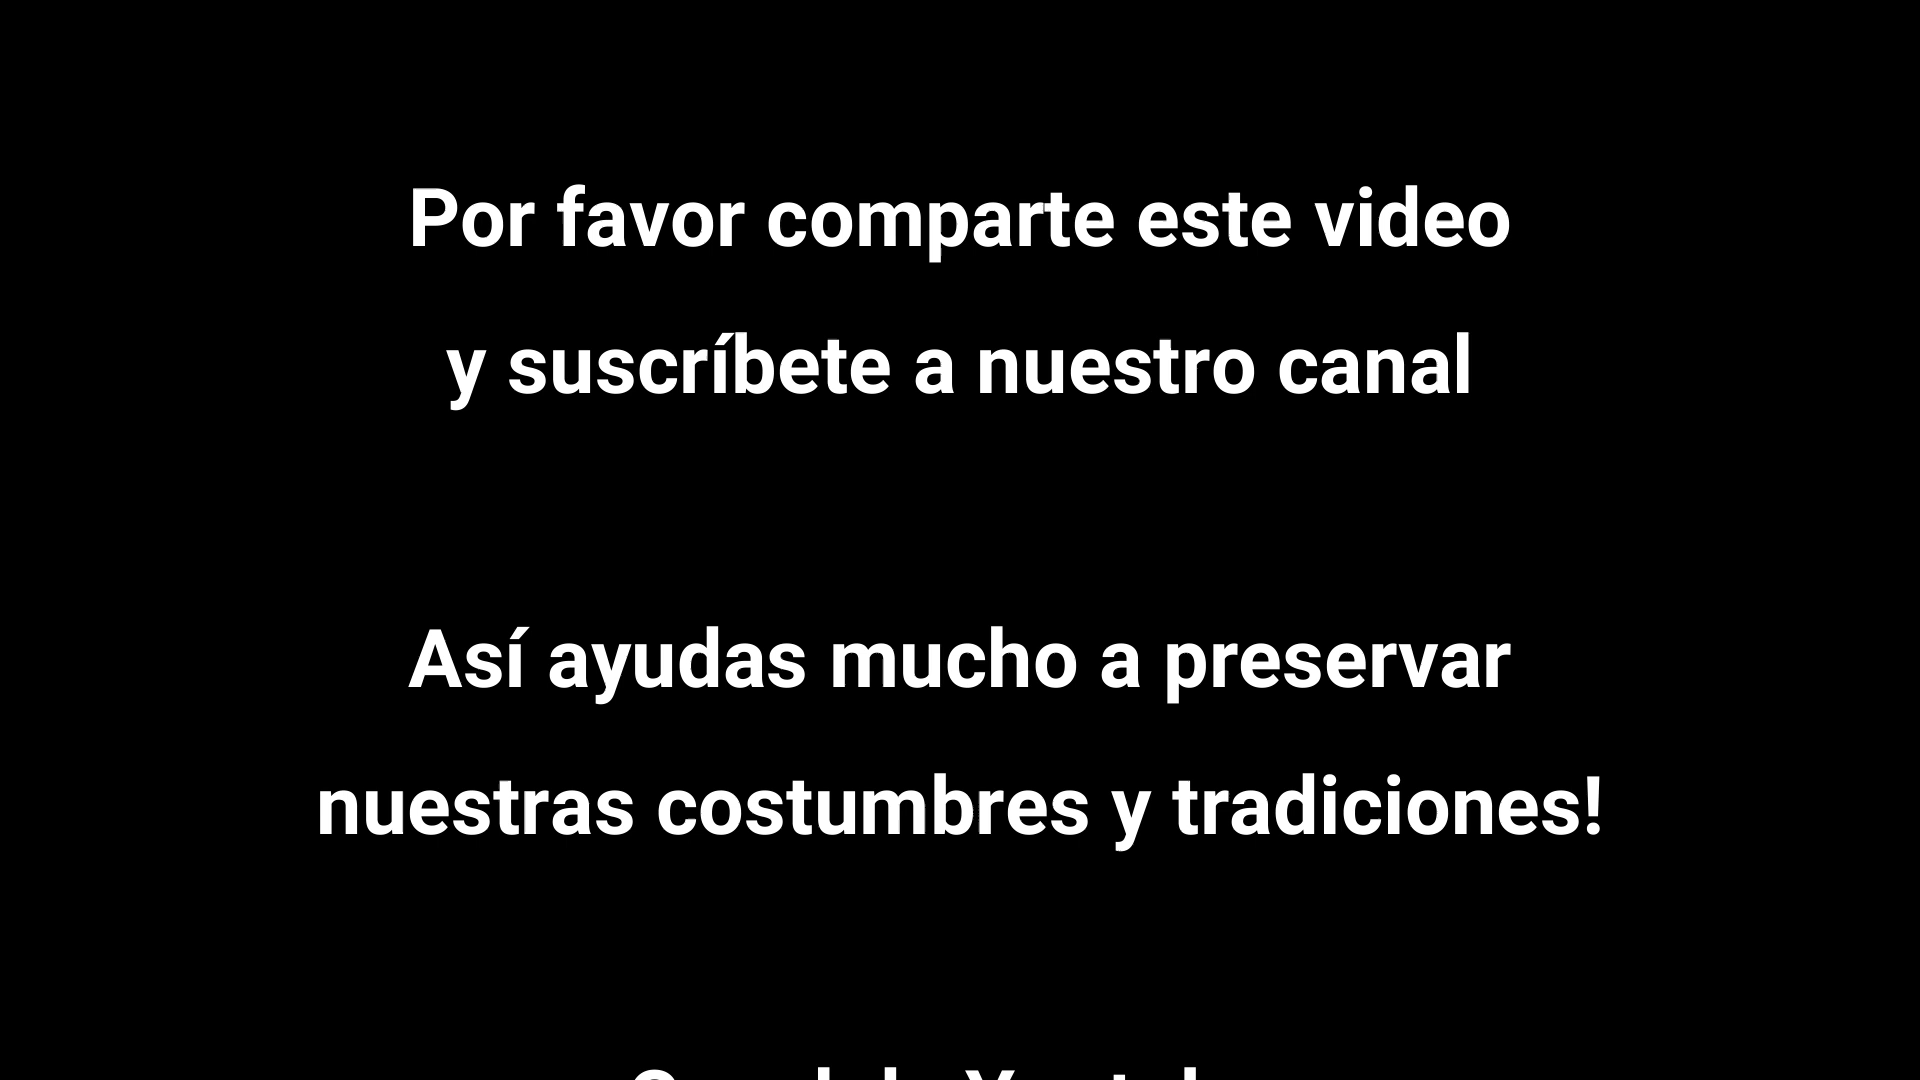 Por favor comparte este video
y suscríbete a nuestro canal
Así ayudas mucho a preservar
nuestras costumbres y tradiciones!